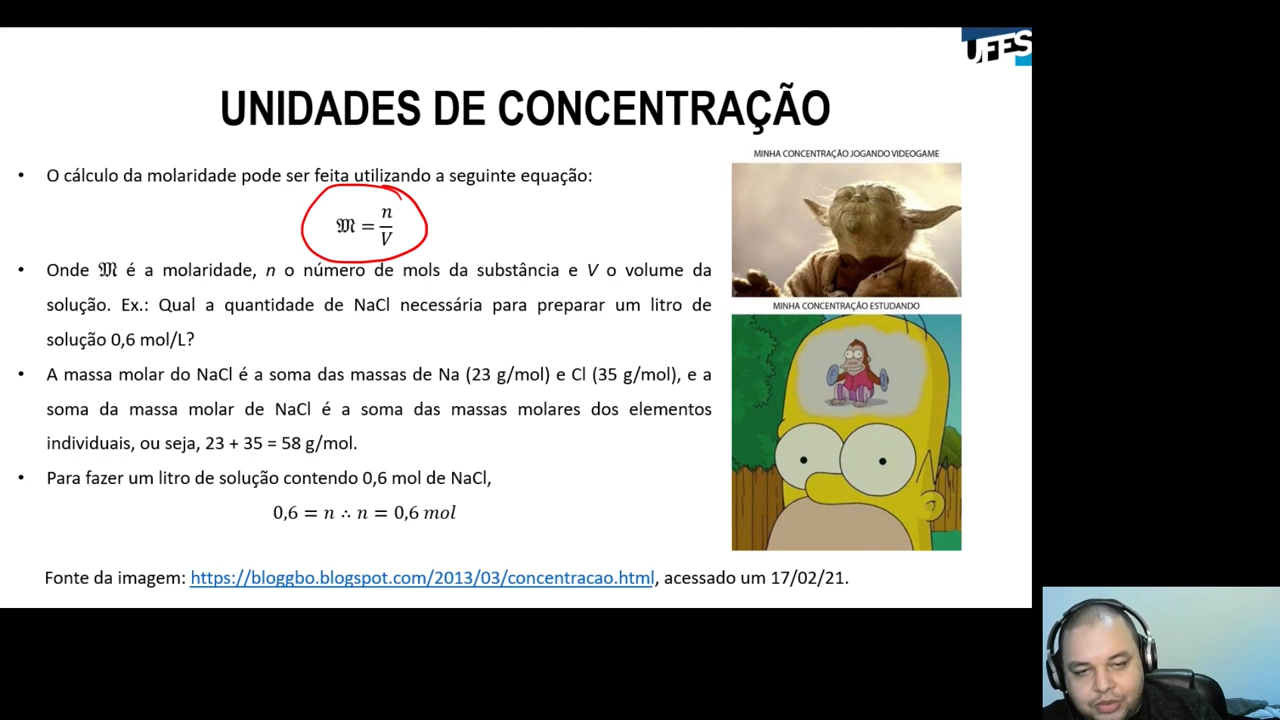 UFES
UNIDADES DE CONCENTRAÇÃO
• O cálculo da molaridade pode ser feita utilizando a seguinte equação:
𝔐 = n/V
• Onde 𝔐 é a molaridade, n o número de mols da substância e V o volume da
solução. Ex.: Qual a quantidade de NaCl necessária para preparar um litro de
solução 0,6 mol/L?
• A massa molar do NaCl é a soma das massas de Na (23 g/mol) e Cl (35 g/mol), e a
soma da massa molar de NaCl é a soma das massas molares dos elementos
individuais, ou seja, 23 + 35 = 58 g/mol.
• Para fazer um litro de solução contendo 0,6 mol de NaCl,
0,6 = n ∴ n = 0,6 mol
MINHA CONCENTRAÇÃO JOGANDO VIDEOGAME
MINHA CONCENTRAÇÃO ESTUDANDO
Fonte da imagem: https://bloggbo.blogspot.com/2013/03/concentracao.html, acessado um 17/02/21.